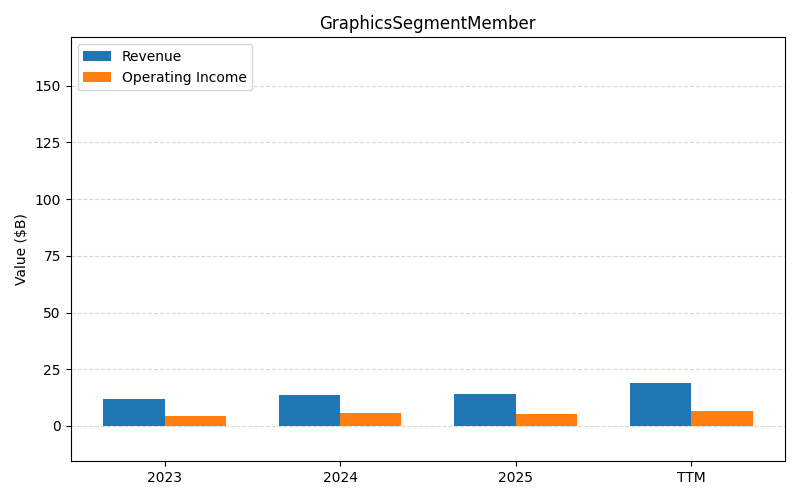 GraphicsSegmentMember
Revenue
Operating Income
Value ($B)
150
125
100
75
50
25
0
2023 2024 2025 TTM